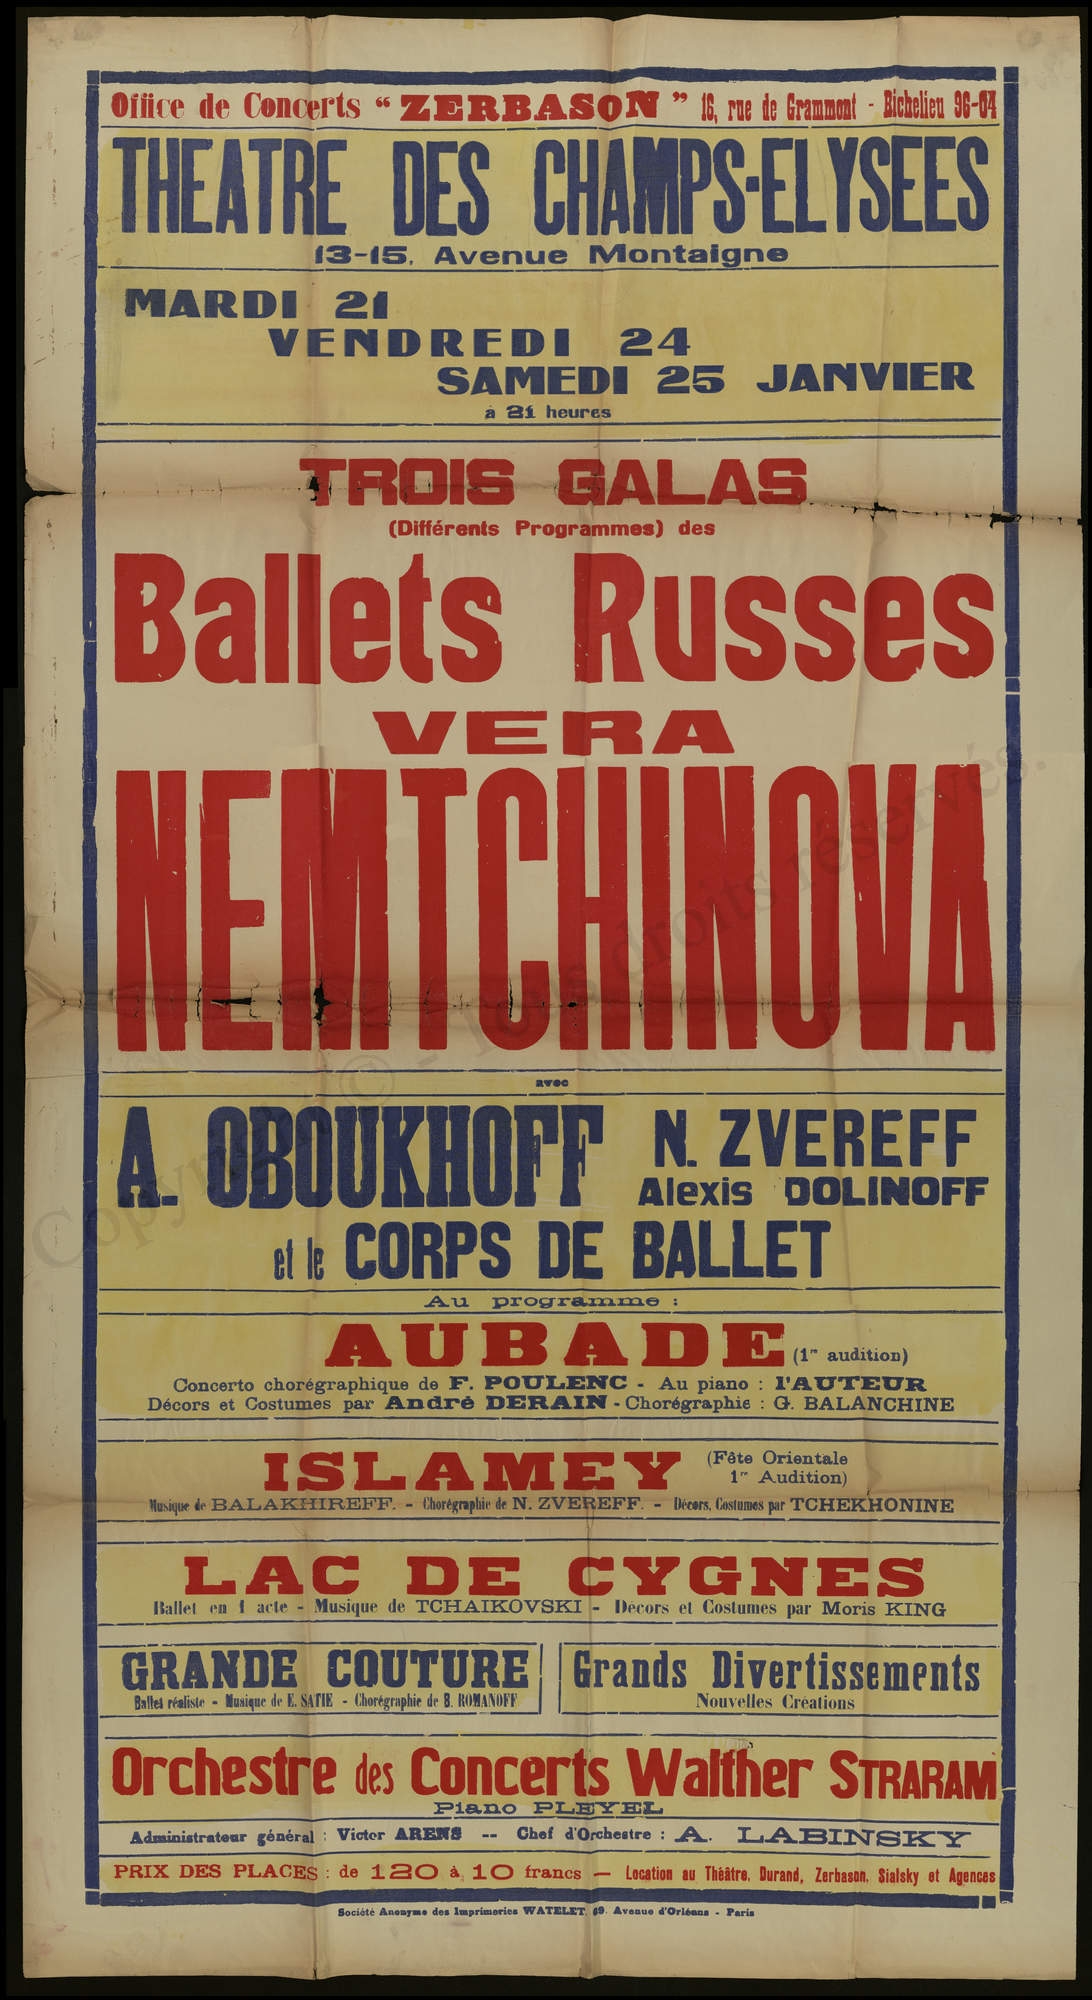 Office de Concerts “ ZERBASON ” 16, rue de Grammont - Richelieu 96-04
THEATRE DES CHAMPS-ELYSEES
13-15, Avenue Montaigne
MARDI 21
VENDREDI 24
SAMEDI 25 JANVIER
à 21 heures
TROIS GALAS
(Différents Programmes) des
Ballets Russes
VERA
NEMTCHINOVA
avec
A. OBOUKHOFF N. ZVEREFF
Alexis DOLINOFF
et le CORPS DE BALLET
Au programme :
AUBADE (1re audition)
Concerto chorégraphique de F. POULENC - Au piano : l'AUTEUR
Décors et Costumes par André DERAIN - Chorégraphie : G. BALANCHINE
ISLAMEY (Fête Orientale
1re Audition)
Musique de BALAKHIREFF. - Chorégraphie de N. ZVEREFF. - Décors, Costumes par TCHEKHONINE
LAC DE CYGNES
Ballet en 1 acte - Musique de TCHAIKOVSKI - Décors et Costumes par Moris KING
GRANDE COUTURE
Ballet réaliste - Musique de E. SATIE - Chorégraphie de B. ROMANOFF
Grands Divertissements
Nouvelles Créations
Orchestre des Concerts Walther STRARAM
Piano PLEYEL
Administrateur général : Victor ARENS -- Chef d'Orchestre : A. LABINSKY
PRIX DES PLACES : de 120 à 10 francs — Location au Théâtre, Durand, Zerbason, Sialsky et Agences
Société Anonyme des Imprimeries WATELET, 69, Avenue d'Orléans - Paris
Copyright © - Tous droits réservés.